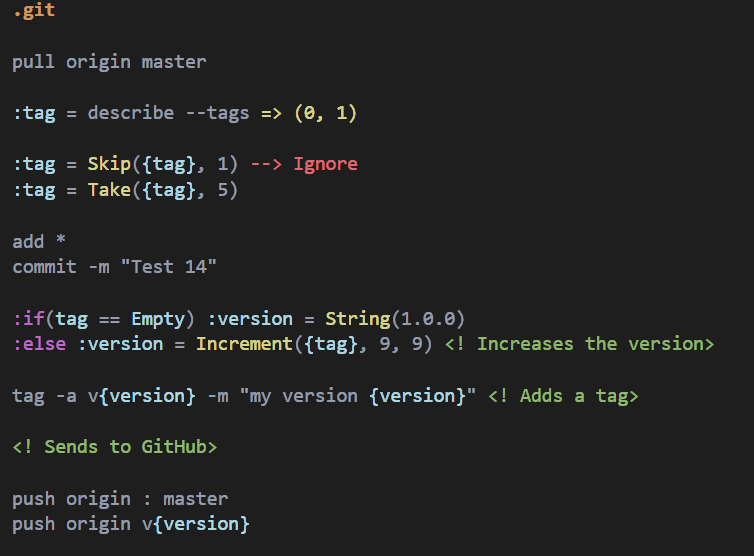 .git
pull origin master
:tag = describe --tags => (0, 1)
:tag = Skip({tag}, 1) --> Ignore
:tag = Take({tag}, 5)
add *
commit -m "Test 14"
:if(tag == Empty) :version = String(1.0.0)
:else :version = Increment({tag}, 9, 9) <! Increases the version>
tag -a v{version} -m "my version {version}" <! Adds a tag>
<! Sends to GitHub>
push origin : master
push origin v{version}